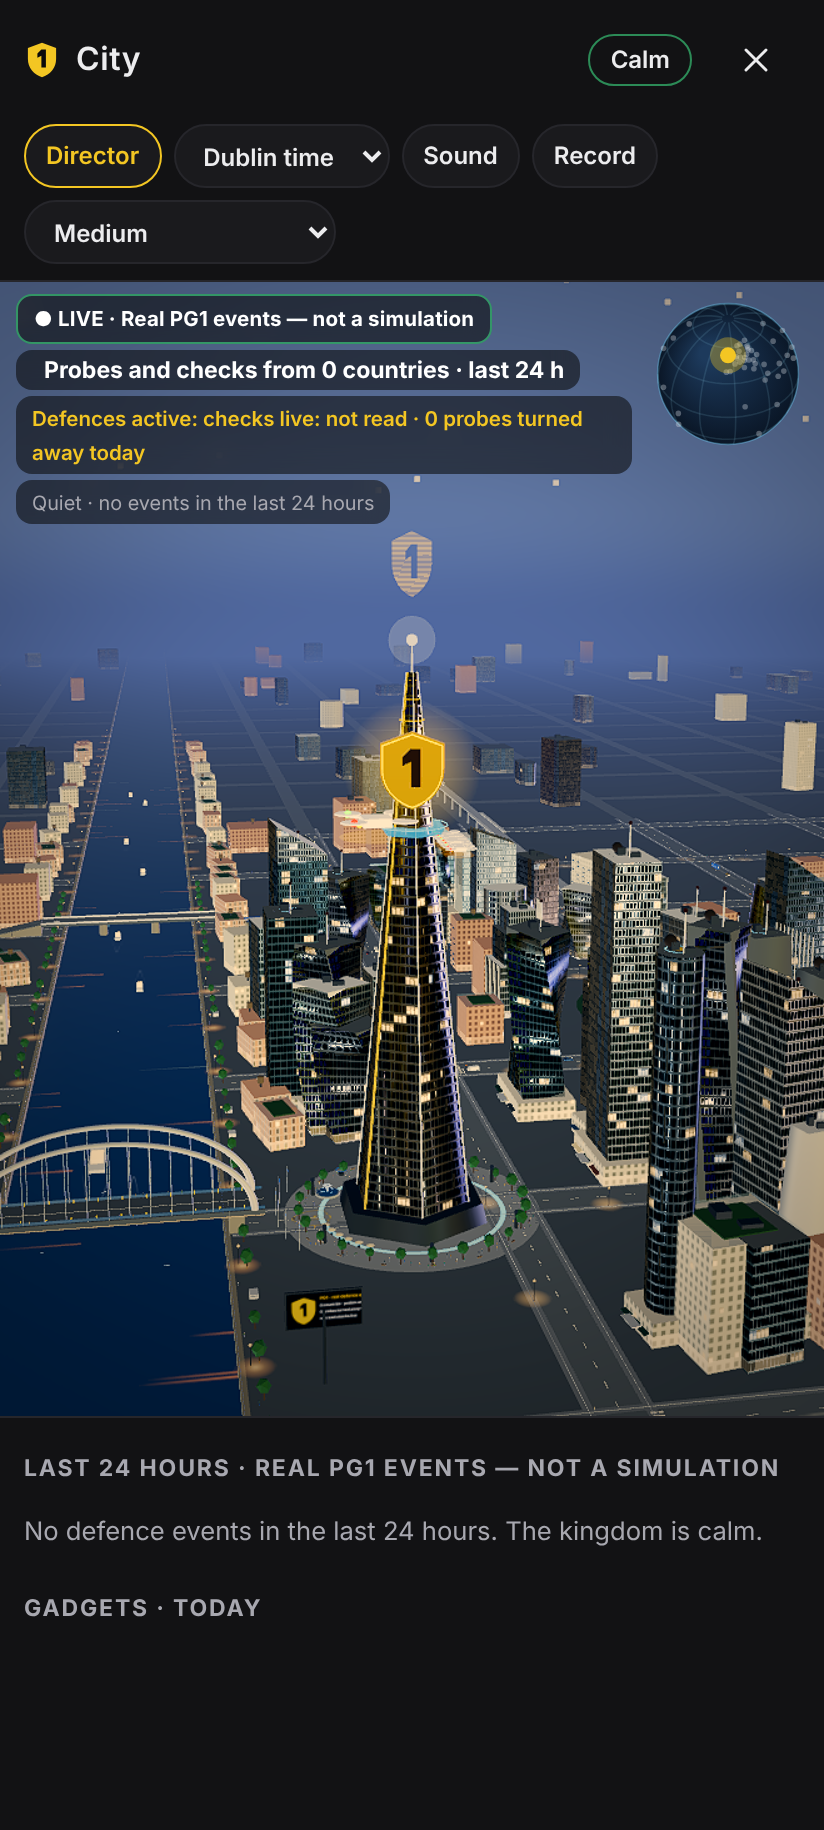 1 City Calm
Director Dublin time Sound Record
Medium
LIVE · Real PG1 events — not a simulation
Probes and checks from 0 countries · last 24 h
Defences active: checks live: not read · 0 probes turned
away today
Quiet · no events in the last 24 hours
1
1
1
LAST 24 HOURS · REAL PG1 EVENTS — NOT A SIMULATION
No defence events in the last 24 hours. The kingdom is calm.
GADGETS · TODAY